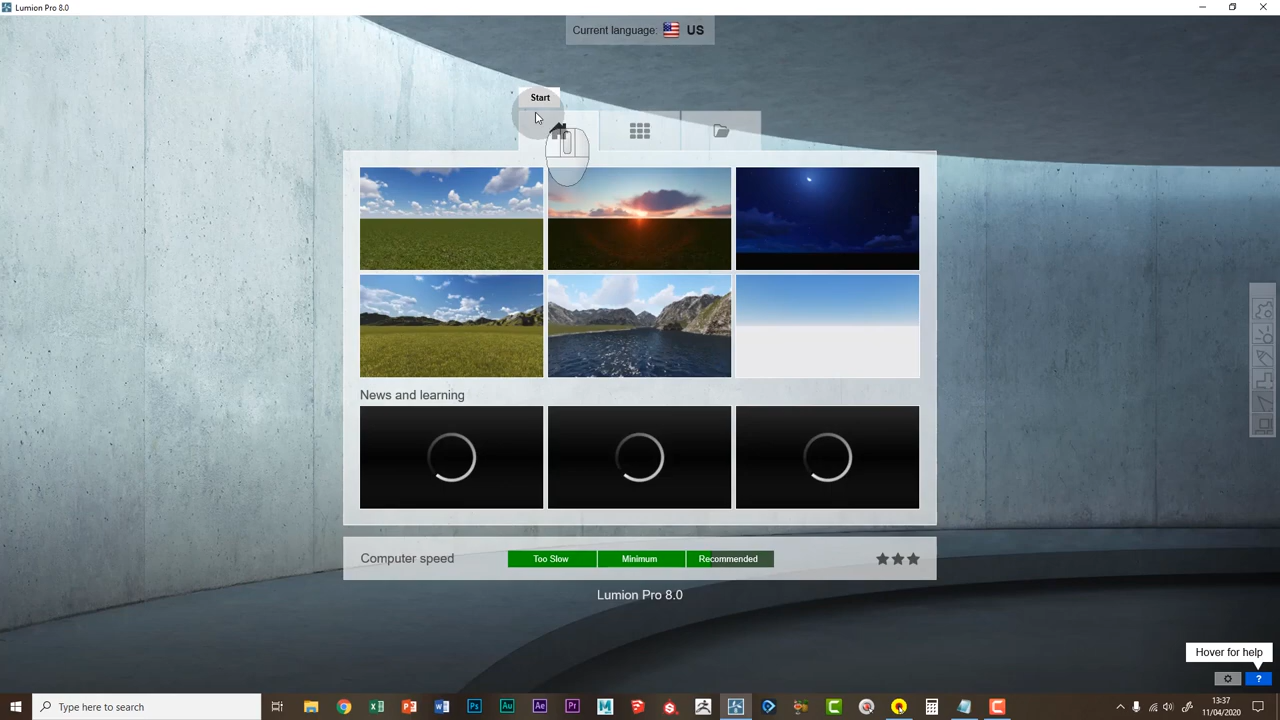 Lumion Pro 8.0
Current language: US
Start
News and learning
Computer speed Too Slow Minimum Recommended
Lumion Pro 8.0
Hover for help
?
Type here to search
13:37
11/04/2020